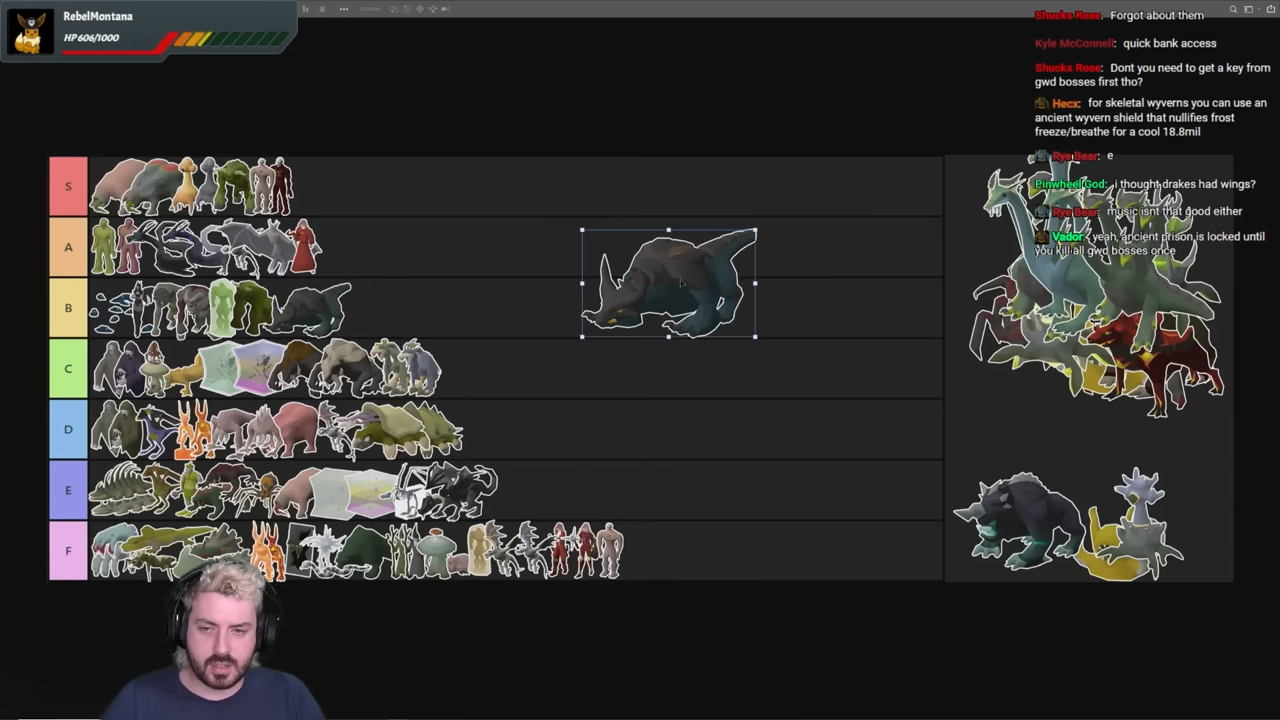 RebelMontana
HP 606/1000
Shucks Rose: Forgot about them
Kyle McConnell: quick bank access
Shucks Rose: Dont you need to get a key from
gwd bosses first tho?
Hecx: for skeletal wyverns you can use an
ancient wyvern shield that nullifies frost
freeze/breathe for a cool 18.8mil
Rye Bear: e
Pinwheel God: i thought drakes had wings?
Rye Bear: music isnt that good either
Vador: yeah, ancient prison is locked until
you kill all gwd bosses once
S
A
B
C
D
E
F